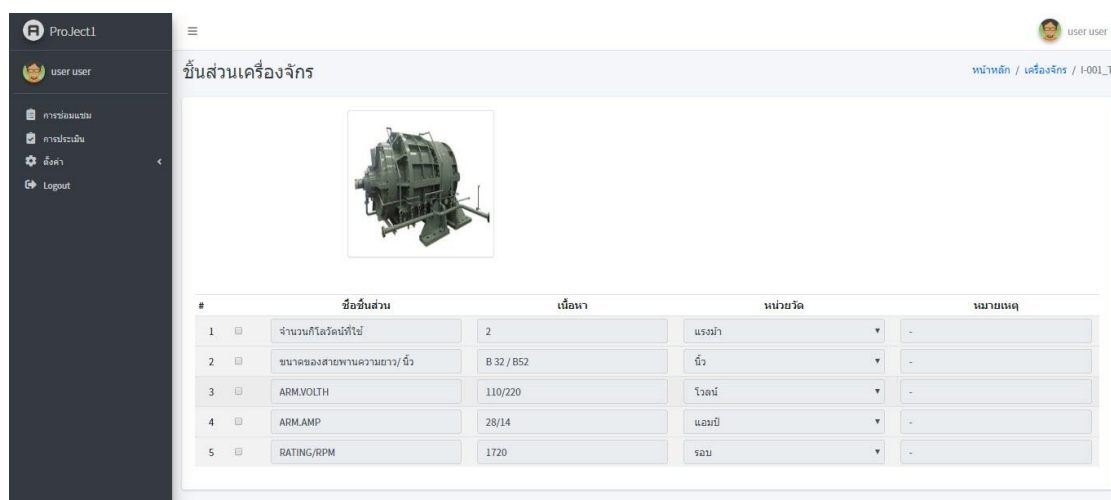 ProJect1
user user
user user
ชิ้นส่วนเครื่องจักร
หน้าหลัก / เครื่องจักร / I-001_T
การซ่อมแซม
การประเมิน
ตั้งค่า
Logout
# ชื่อชิ้นส่วน เนื้อหา หน่วยวัด หมายเหตุ
1 จำนวนกิโลวัตน์ที่ใช้ 2 แรงม้า -
2 ขนาดของสายพานความยาว/นิ้ว B 32 / B52 นิ้ว -
3 ARM.VOLTH 110/220 โวตน์ -
4 ARM.AMP 28/14 แอมป์ -
5 RATING/RPM 1720 รอบ -